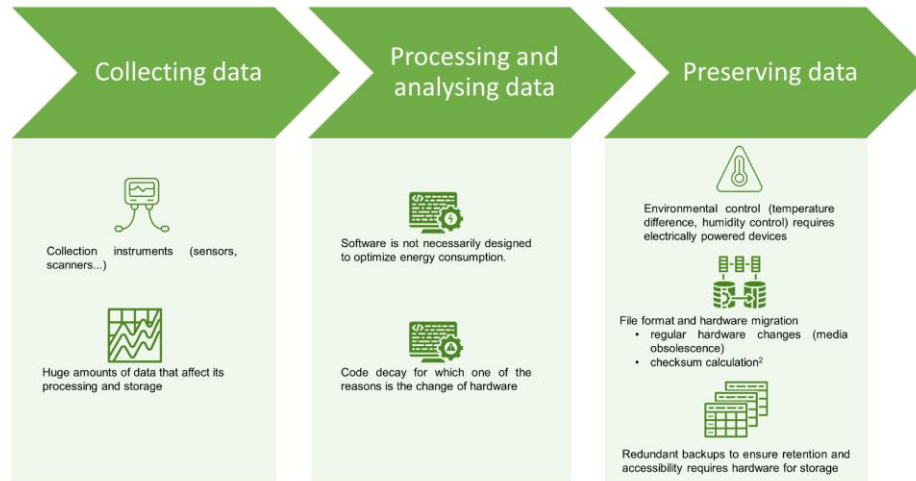 Collecting data
Collection instruments (sensors,
scanners...)
Huge amounts of data that affect its
processing and storage
Processing and
analysing data
Software is not necessarily designed
to optimize energy consumption.
Code decay for which one of the
reasons is the change of hardware
Preserving data
Environmental control (temperature
difference, humidity control) requires
electrically powered devices
File format and hardware migration
• regular hardware changes (media
obsolescence)
• checksum calculation²
Redundant backups to ensure retention and
accessibility requires hardware for storage